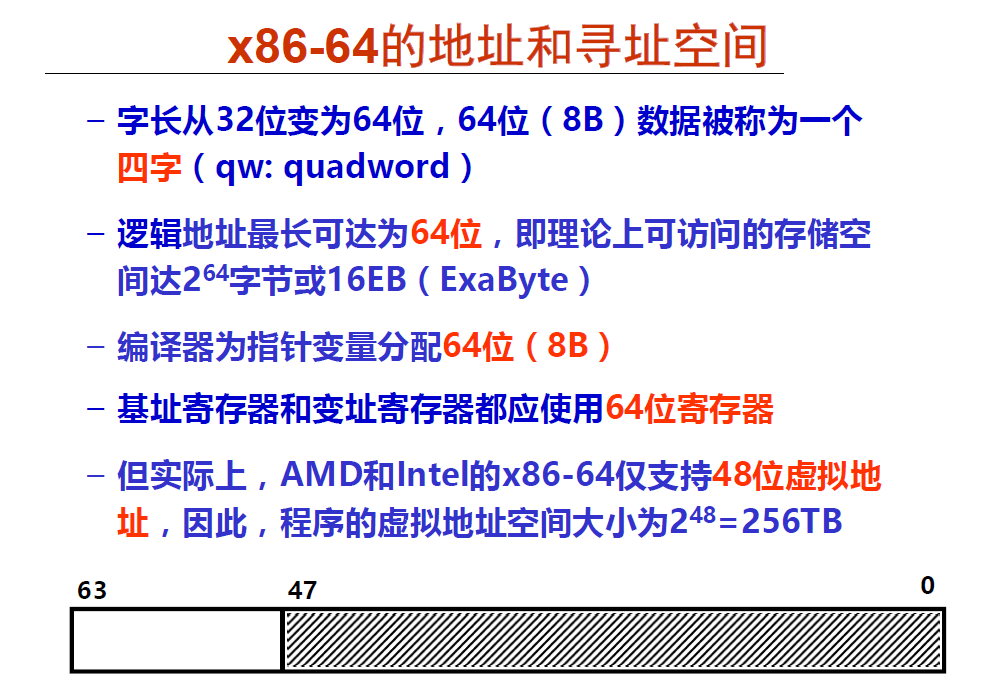 x86-64的地址和寻址空间
– 字长从32位变为64位，64位（8B）数据被称为一个
四字（qw: quadword）
– 逻辑地址最长可达为64位，即理论上可访问的存储空
间达2⁶⁴字节或16EB（ExaByte）
– 编译器为指针变量分配64位（8B）
– 基址寄存器和变址寄存器都应使用64位寄存器
– 但实际上，AMD和Intel的x86-64仅支持48位虚拟地
址，因此，程序的虚拟地址空间大小为2⁴⁸=256TB
63 47 0